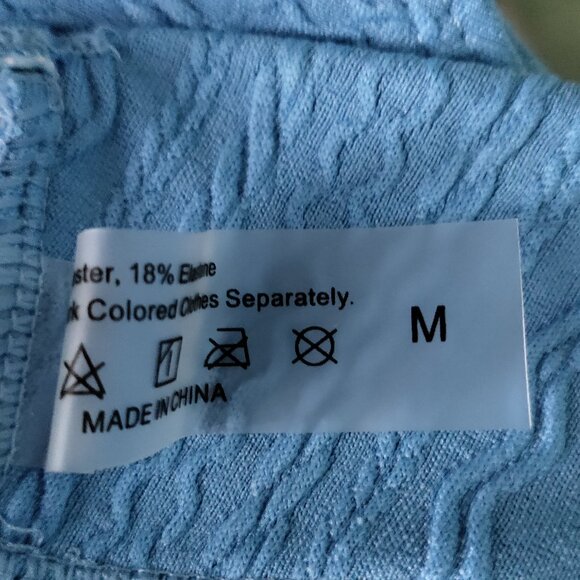 ster, 18% Elastane
k Colored Clothes Separately.
M
MADE IN CHINA